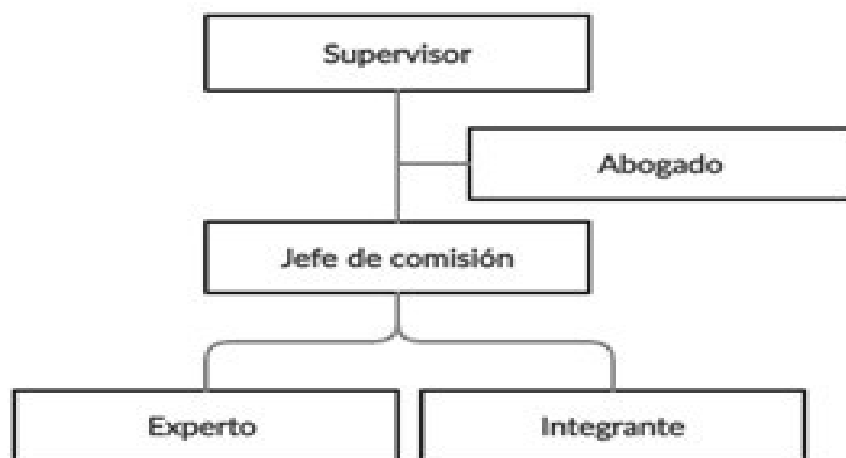 Supervisor
Abogado
Jefe de comisión
Experto
Integrante